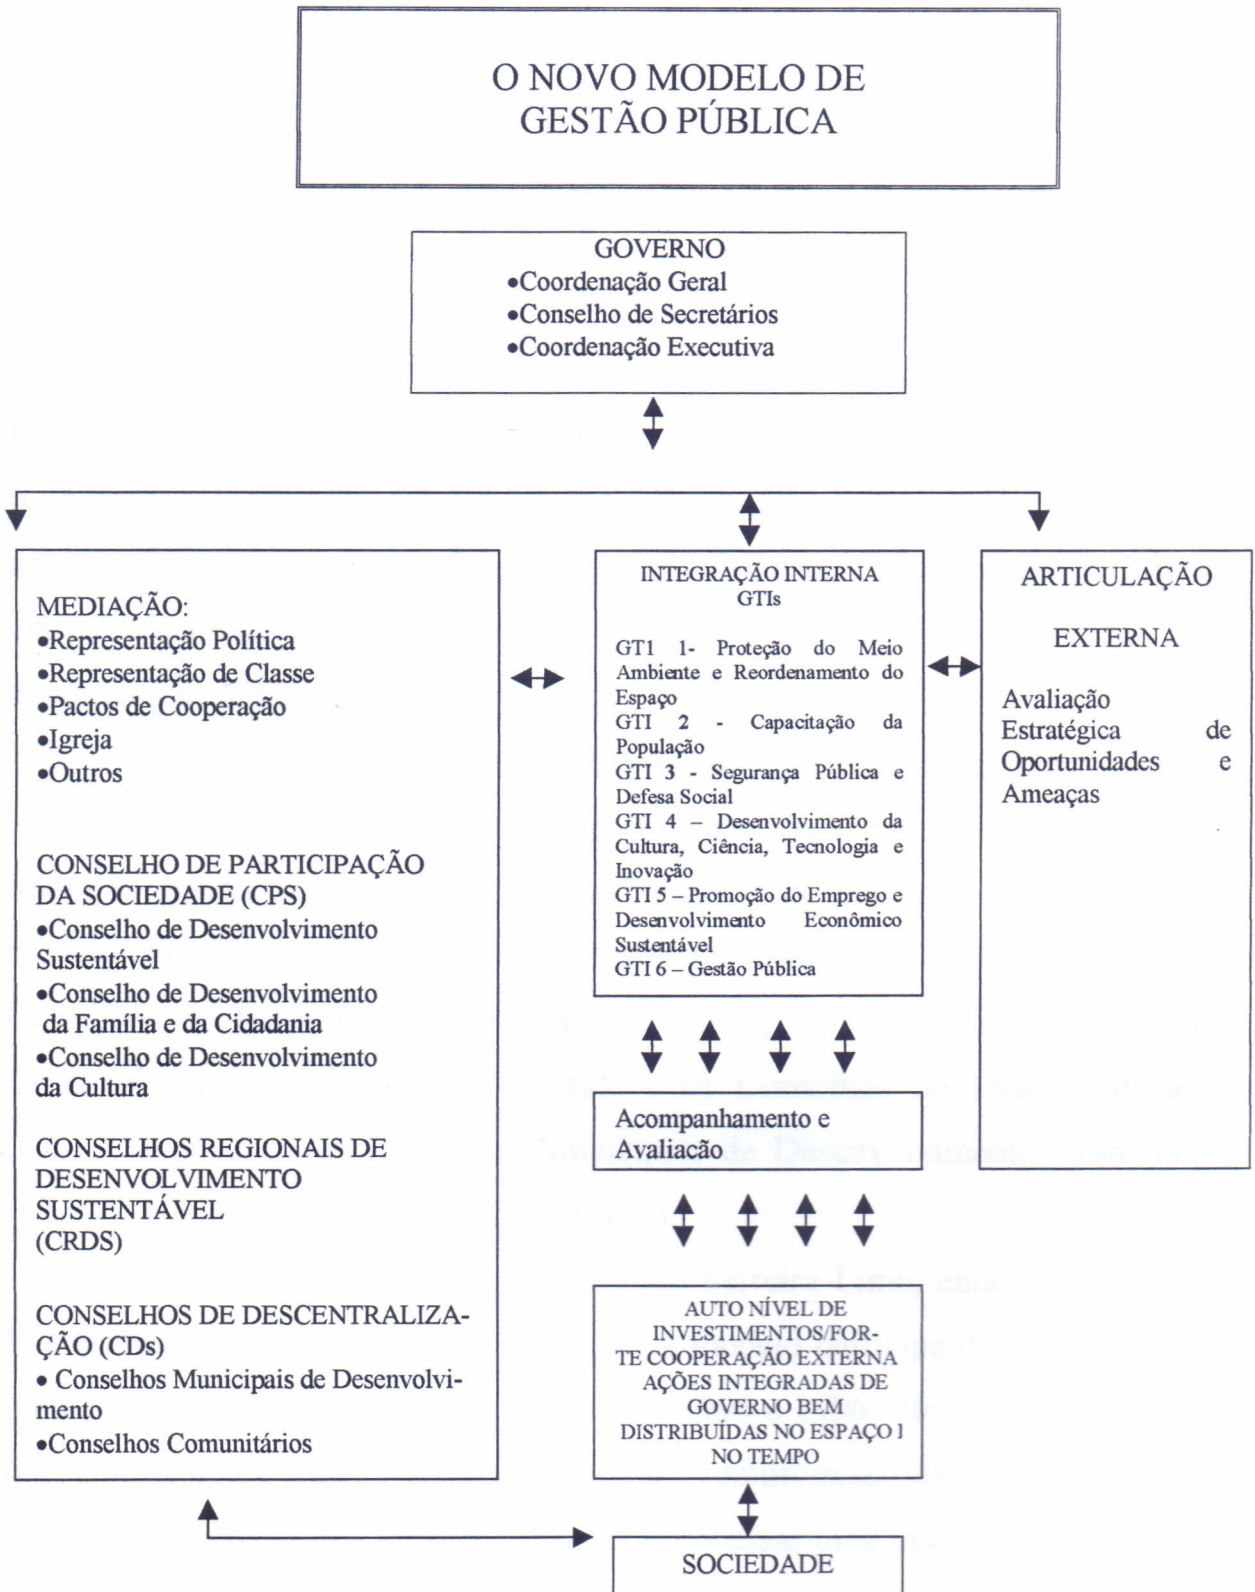 O NOVO MODELO DE
GESTÃO PÚBLICA
GOVERNO
•Coordenação Geral
•Conselho de Secretários
•Coordenação Executiva
MEDIAÇÃO:
•Representação Política
•Representação de Classe
•Pactos de Cooperação
•Igreja
•Outros
CONSELHO DE PARTICIPAÇÃO
DA SOCIEDADE (CPS)
•Conselho de Desenvolvimento
Sustentável
•Conselho de Desenvolvimento
da Família e da Cidadania
•Conselho de Desenvolvimento
da Cultura
CONSELHOS REGIONAIS DE
DESENVOLVIMENTO
SUSTENTÁVEL
(CRDS)
CONSELHOS DE DESCENTRALIZA-
ÇÃO (CDs)
• Conselhos Municipais de Desenvolvi-
mento
•Conselhos Comunitários
INTEGRAÇÃO INTERNA
GTIs
GT1 1- Proteção do Meio
Ambiente e Reordenamento do
Espaço
GTI 2 - Capacitação da
População
GTI 3 - Segurança Pública e
Defesa Social
GTI 4 – Desenvolvimento da
Cultura, Ciência, Tecnologia e
Inovação
GTI 5 – Promoção do Emprego e
Desenvolvimento Econômico
Sustentável
GTI 6 – Gestão Pública
Acompanhamento e
Avaliação
AUTO NÍVEL DE
INVESTIMENTOS/FOR-
TE COOPERAÇÃO EXTERNA
AÇÕES INTEGRADAS DE
GOVERNO BEM
DISTRIBUÍDAS NO ESPAÇO
NO TEMPO
ARTICULAÇÃO
EXTERNA
Avaliação
Estratégica de
Oportunidades e
Ameaças
SOCIEDADE